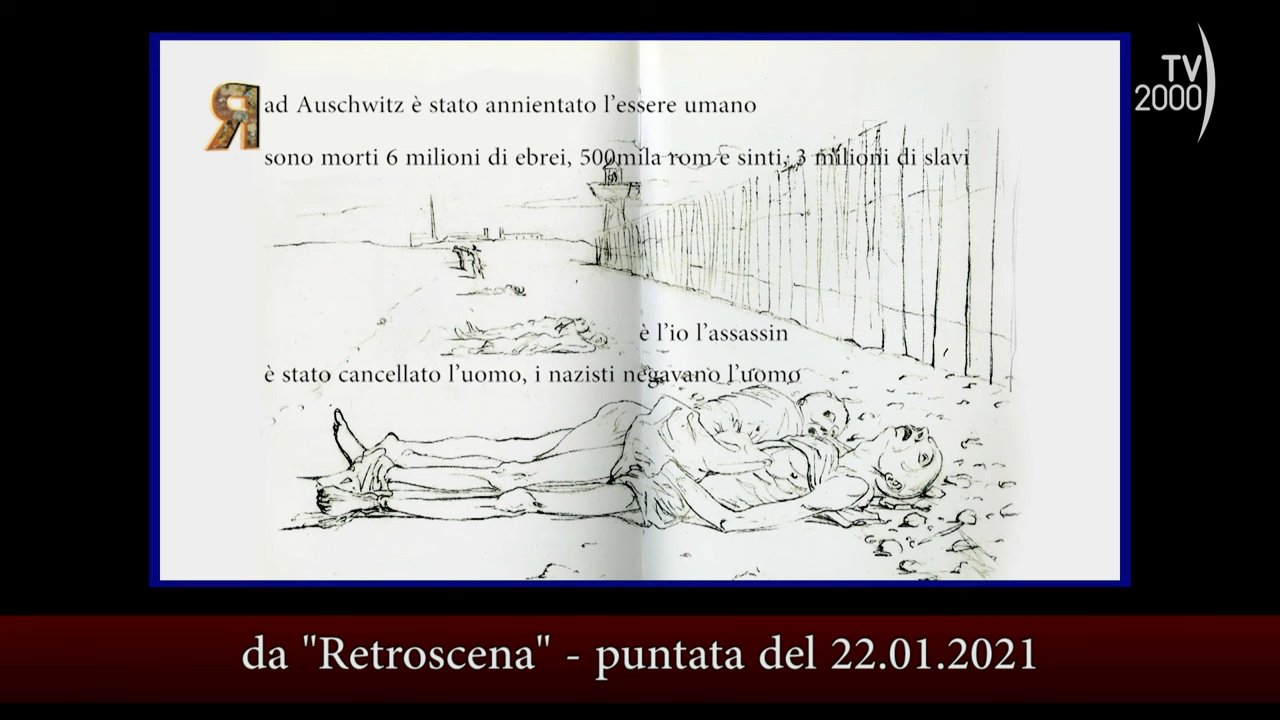 TV
2000
R
ad Auschwitz è stato annientato l'essere umano
sono morti 6 milioni di ebrei, 500mila rom e sinti, 3 milioni di slavi
è l'io l'assassin
è stato cancellato l'uomo, i nazisti negavano l'uomo
da "Retroscena" - puntata del 22.01.2021